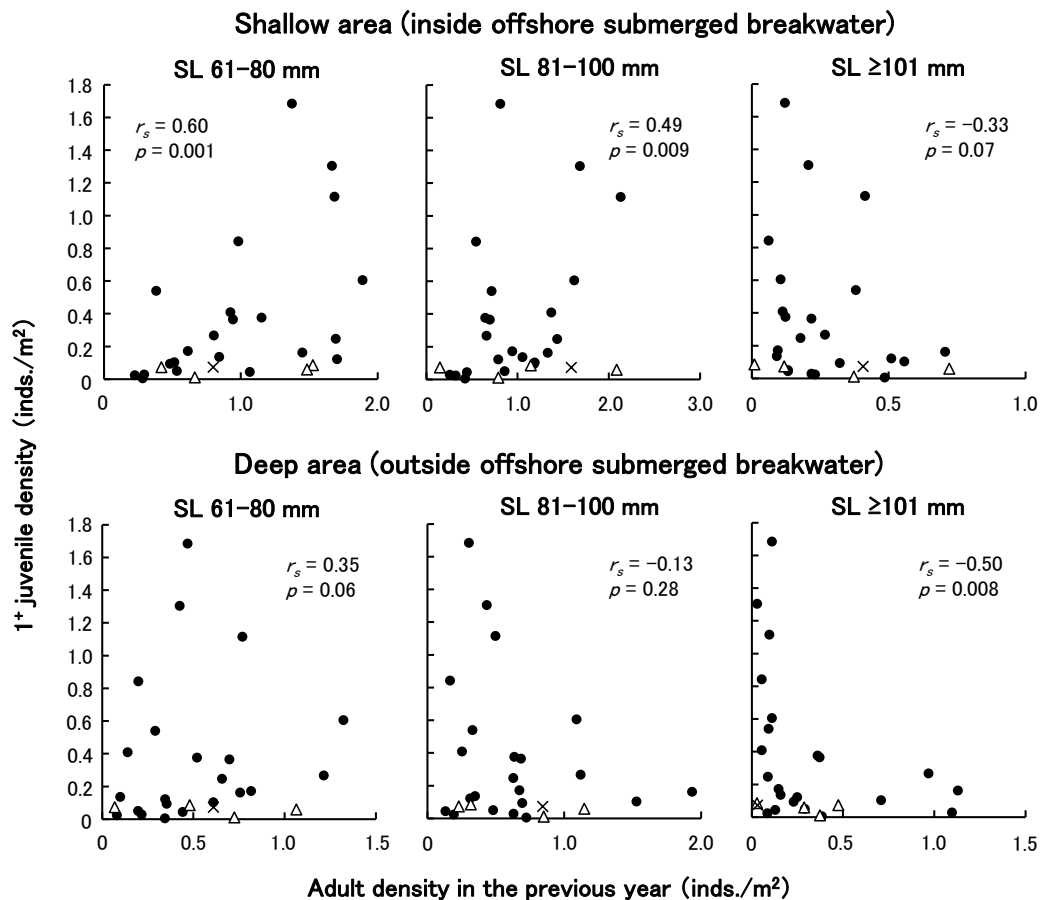 Shallow area (inside offshore submerged breakwater)
SL 61-80 mm
SL 81-100 mm
SL ≥101 mm
1.8
1.6
1.4
1.2
1.0
0.8
0.6
0.4
0.2
0
rs = 0.60
p = 0.001
rs = 0.49
p = 0.009
rs = -0.33
p = 0.07
0 1.0 2.0
0 1.0 2.0 3.0
0 0.5 1.0
1+ juvenile density (inds./m2)
Deep area (outside offshore submerged breakwater)
SL 61-80 mm
SL 81-100 mm
SL ≥101 mm
1.8
1.6
1.4
1.2
1.0
0.8
0.6
0.4
0.2
0
rs = 0.35
p = 0.06
rs = -0.13
p = 0.28
rs = -0.50
p = 0.008
0 0.5 1.0 1.5
0 1.0 2.0
0 0.5 1.0 1.5
Adult density in the previous year (inds./m2)